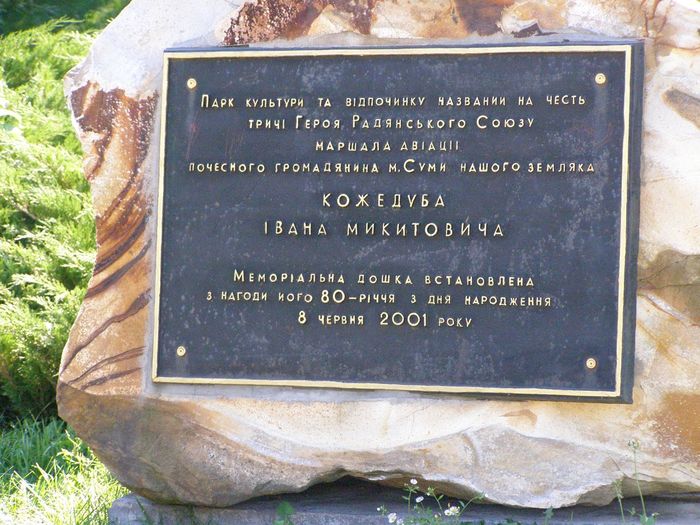 Парк культури та відпочинку названий на честь
тричі Героя Радянського Союзу
маршала авіації
почесного громадянина м.Суми нашого земляка
КОЖЕДУБА
ІВАНА МИКИТОВИЧА
Меморіальна дошка встановлена
з нагоди його 80-річчя з дня народження
8 червня 2001 року